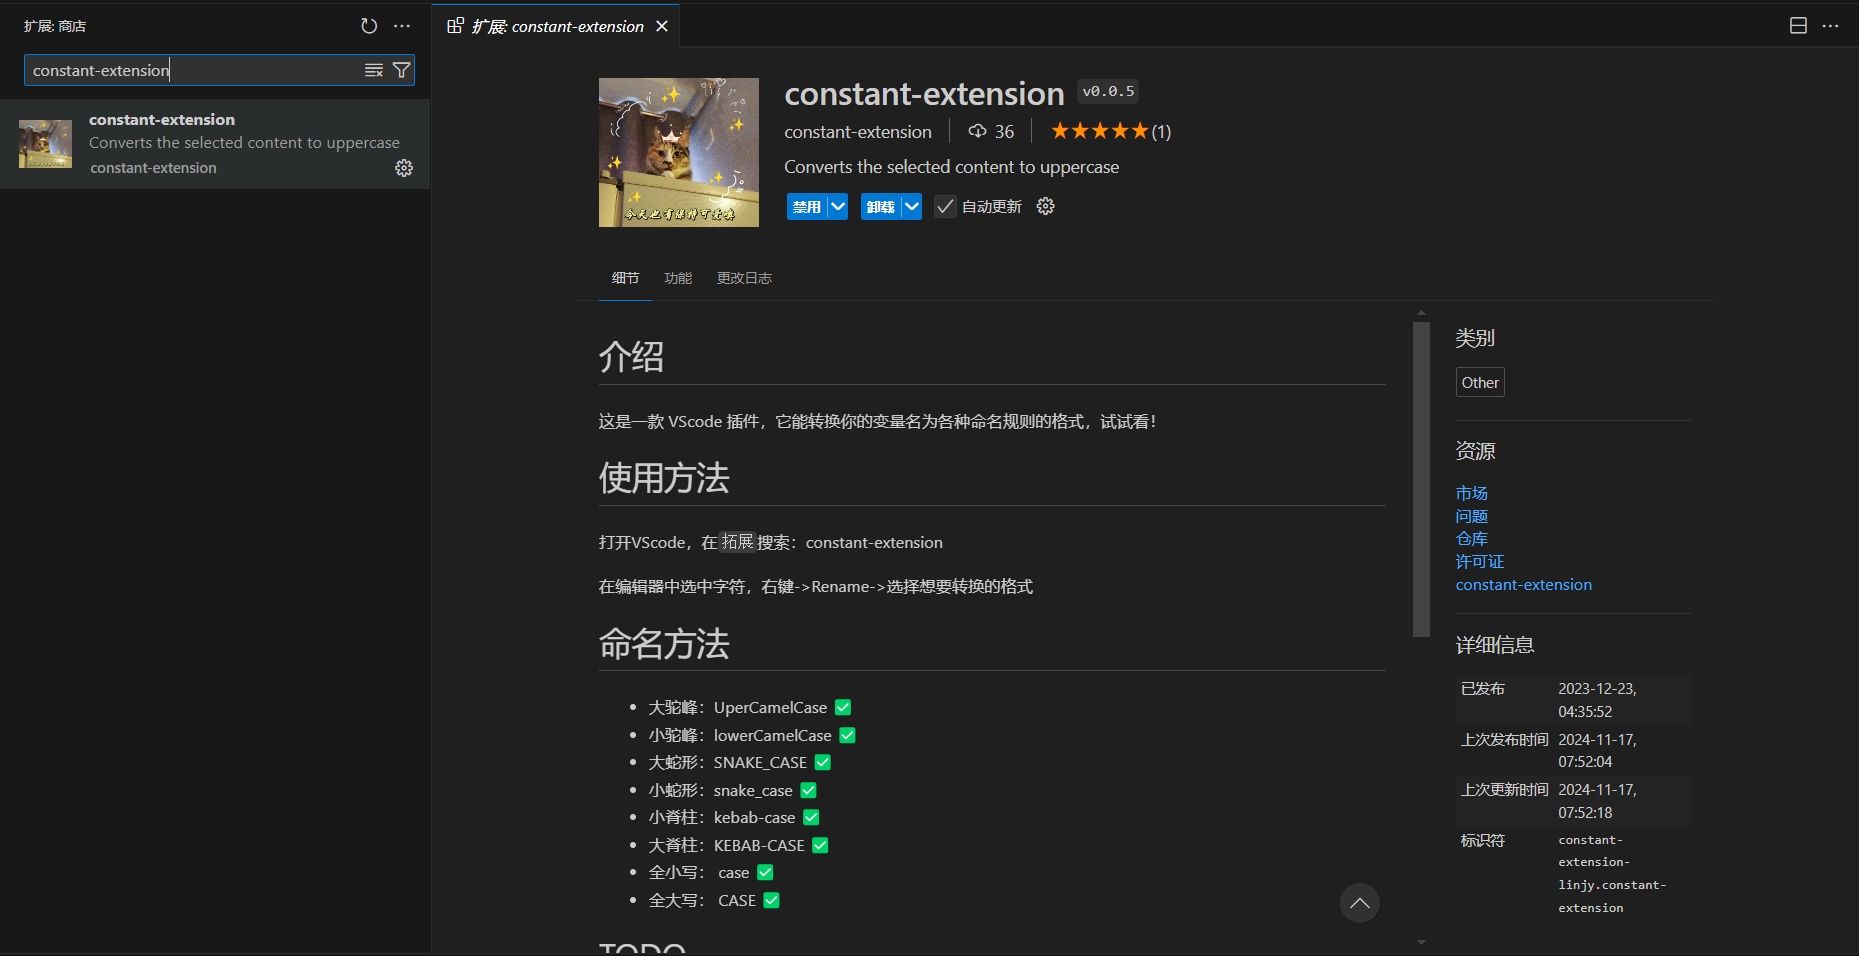 扩展: 商店
constant-extension
constant-extension
Converts the selected content to uppercase
constant-extension
扩展: constant-extension
constant-extension v0.0.5
constant-extension 36 (1)
Converts the selected content to uppercase
禁用 卸载 自动更新
今天也有保持可爱哦
细节 功能 更改日志
介绍
这是一款 VScode 插件，它能转换你的变量名为各种命名规则的格式，试试看！
使用方法
打开VScode，在拓展搜索：constant-extension
在编辑器中选中字符，右键->Rename->选择想要转换的格式
命名方法
大驼峰：UperCamelCase ✅
小驼峰：lowerCamelCase ✅
大蛇形：SNAKE_CASE ✅
小蛇形：snake_case ✅
小脊柱：kebab-case ✅
大脊柱：KEBAB-CASE ✅
全小写： case ✅
全大写： CASE ✅
TODO
类别
Other
资源
市场
问题
仓库
许可证
constant-extension
详细信息
已发布 2023-12-23,
04:35:52
上次发布时间 2024-11-17,
07:52:04
上次更新时间 2024-11-17,
07:52:18
标识符 constant-
extension-
linjy.constant-
extension